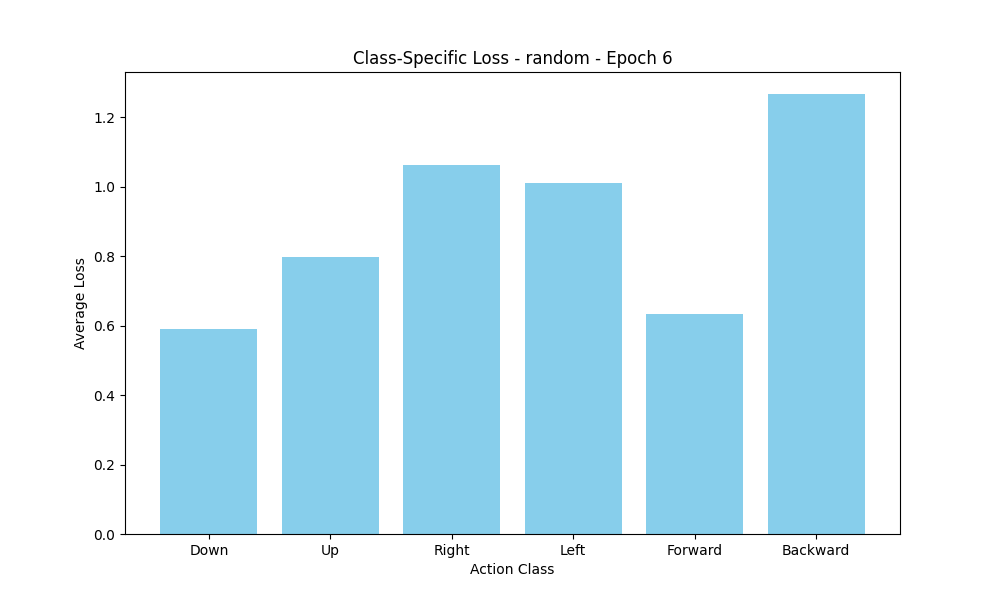 Class-Specific Loss - random - Epoch 6
Average Loss
1.2
1.0
0.8
0.6
0.4
0.2
0.0
Down Up Right Left Forward Backward
Action Class